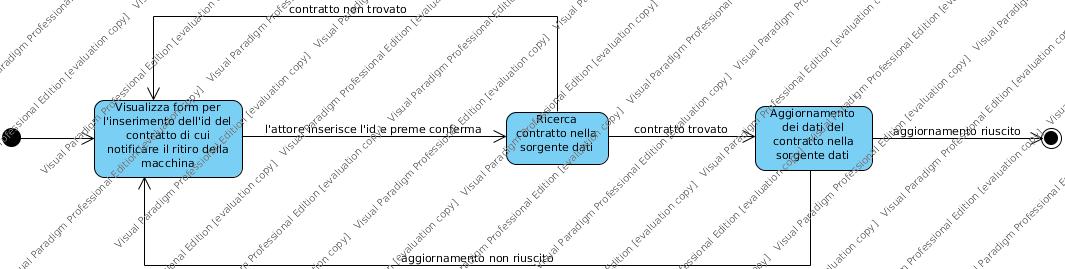 contratto non trovato
Visualizza form per
l'inserimento dell'id del
contratto di cui
notificare il ritiro della
macchina
l'attore inserisce l'id e preme conferma
Ricerca
contratto nella
sorgente dati
contratto trovato
Aggiornamento
dei dati del
contratto nella
sorgente dati
aggiornamento riuscito
aggiornamento non riuscito
Visual Paradigm Professional Edition [evaluation copy]